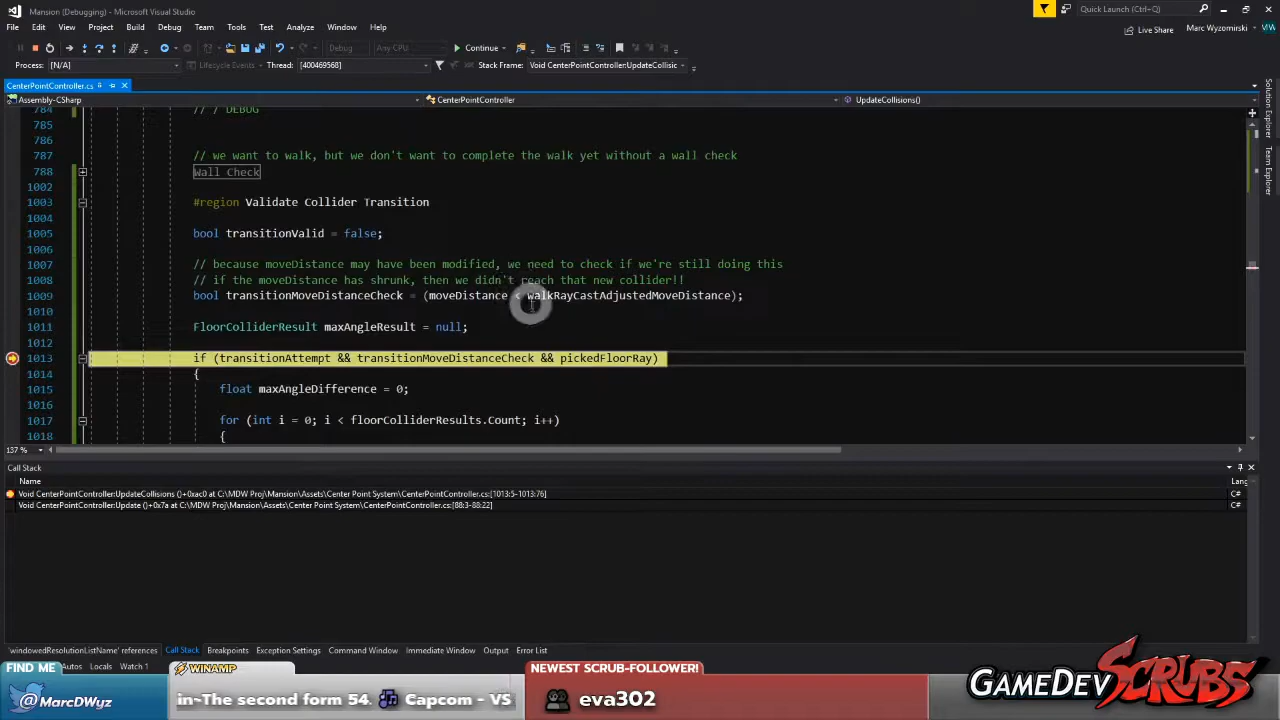 Mansion (Debugging) - Microsoft Visual Studio
Quick Launch (Ctrl+Q)
File Edit View Project Build Debug Team Tools Test Analyze Window Help
Live Share
Marc Wyzomirski
MW
Debug Any CPU Continue
Process: [N/A] Lifecycle Events Thread: [400469568] Stack Frame: Void CenterPointController:UpdateCollisic
CenterPointController.cs
Assembly-CSharp CenterPointController UpdateCollisions()
784 // / DEBUG
785
786
787 // we want to walk, but we don't want to complete the walk yet without a wall check
788 Wall Check
1002
1003 #region Validate Collider Transition
1004
1005 bool transitionValid = false;
1006
1007 // because moveDistance may have been modified, we need to check if we're still doing this
1008 // if the moveDistance has shrunk, then we didn't reach that new collider!!
1009 bool transitionMoveDistanceCheck = (moveDistance < walkRayCastAdjustedMoveDistance);
1010
1011 FloorColliderResult maxAngleResult = null;
1012
1013 if (transitionAttempt && transitionMoveDistanceCheck && pickedFloorRay)
1014 {
1015 float maxAngleDifference = 0;
1016
1017 for (int i = 0; i < floorColliderResults.Count; i++)
1018 {
137 %
Solution Explorer
Team Explorer
Call Stack
Name Lang
Void CenterPointController:UpdateCollisions ()+0xac0 at C:\MDW Proj\Mansion\Assets\Center Point System\CenterPointController.cs:[1013:5-1013:76] C#
Void CenterPointController:Update ()+0x7a at C:\MDW Proj\Mansion\Assets\Center Point System\CenterPointController.cs:[88:3-88:22] C#
'windowedResolutionListName' references Call Stack Breakpoints Exception Settings Command Window Immediate Window Output Error List
Autos Locals Watch 1
FIND ME
@MarcDWyz
WINAMP
in~The second form 54. Capcom - VS
NEWEST SCRUB-FOLLOWER!
eva302
GAMEDEV SCRUBS